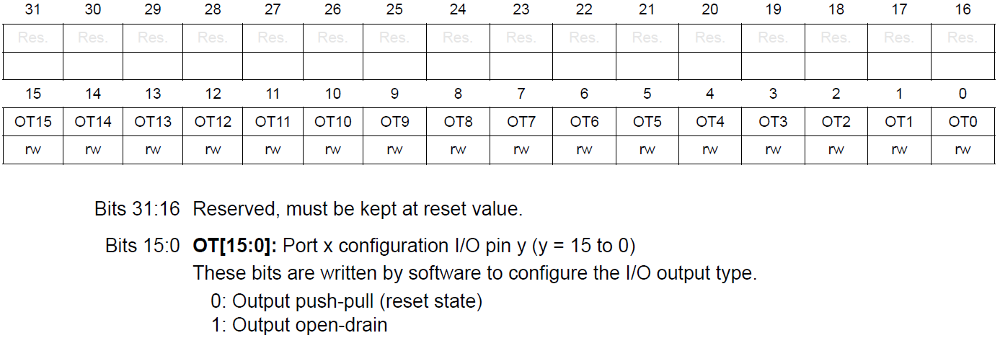 31 30 29 28 27 26 25 24 23 22 21 20 19 18 17 16
Res. Res. Res. Res. Res. Res. Res. Res. Res. Res. Res. Res. Res. Res. Res. Res.
15 14 13 12 11 10 9 8 7 6 5 4 3 2 1 0
OT15 OT14 OT13 OT12 OT11 OT10 OT9 OT8 OT7 OT6 OT5 OT4 OT3 OT2 OT1 OT0
rw rw rw rw rw rw rw rw rw rw rw rw rw rw rw rw
Bits 31:16 Reserved, must be kept at reset value.
Bits 15:0 OT[15:0]: Port x configuration I/O pin y (y = 15 to 0)
These bits are written by software to configure the I/O output type.
0: Output push-pull (reset state)
1: Output open-drain